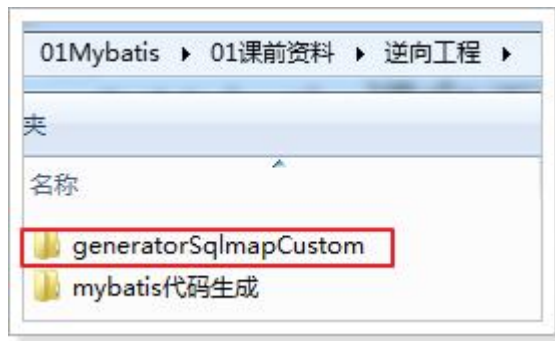 01Mybatis ▸ 01课前资料 ▸ 逆向工程 ▸
夹
名称
generatorSqlmapCustom
mybatis代码生成